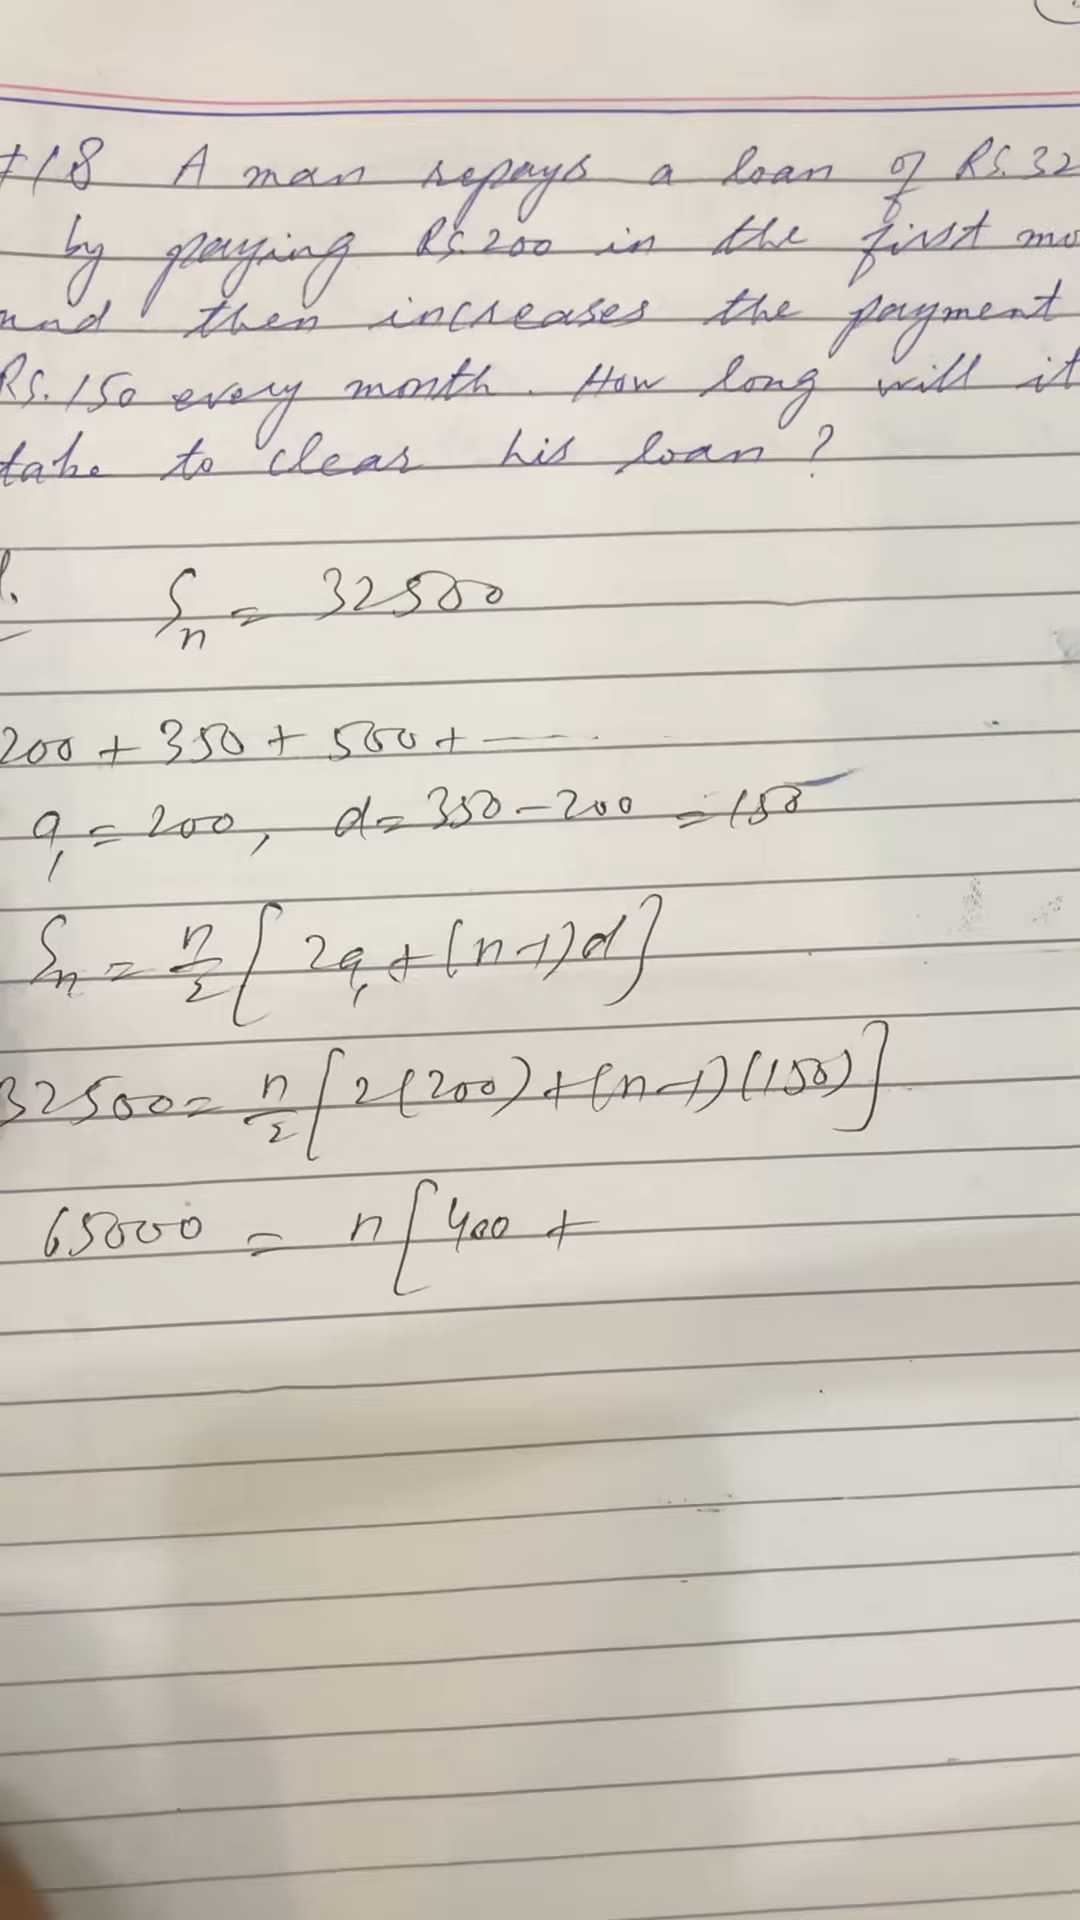 #18 A man repays a loan of Rs. 32
by paying Rs. 200 in the first mo
and then increases the payment
Rs. 150 every month. How long will it
take to clear his loan?
Sn = 32500
200 + 350 + 500 + ----
a1 = 200, d = 350 - 200 = 150
Sn = n/2 [2a1 + (n-1)d]
32500 = n/2 [2(200) + (n-1)(150)]
65000 = n[400 +